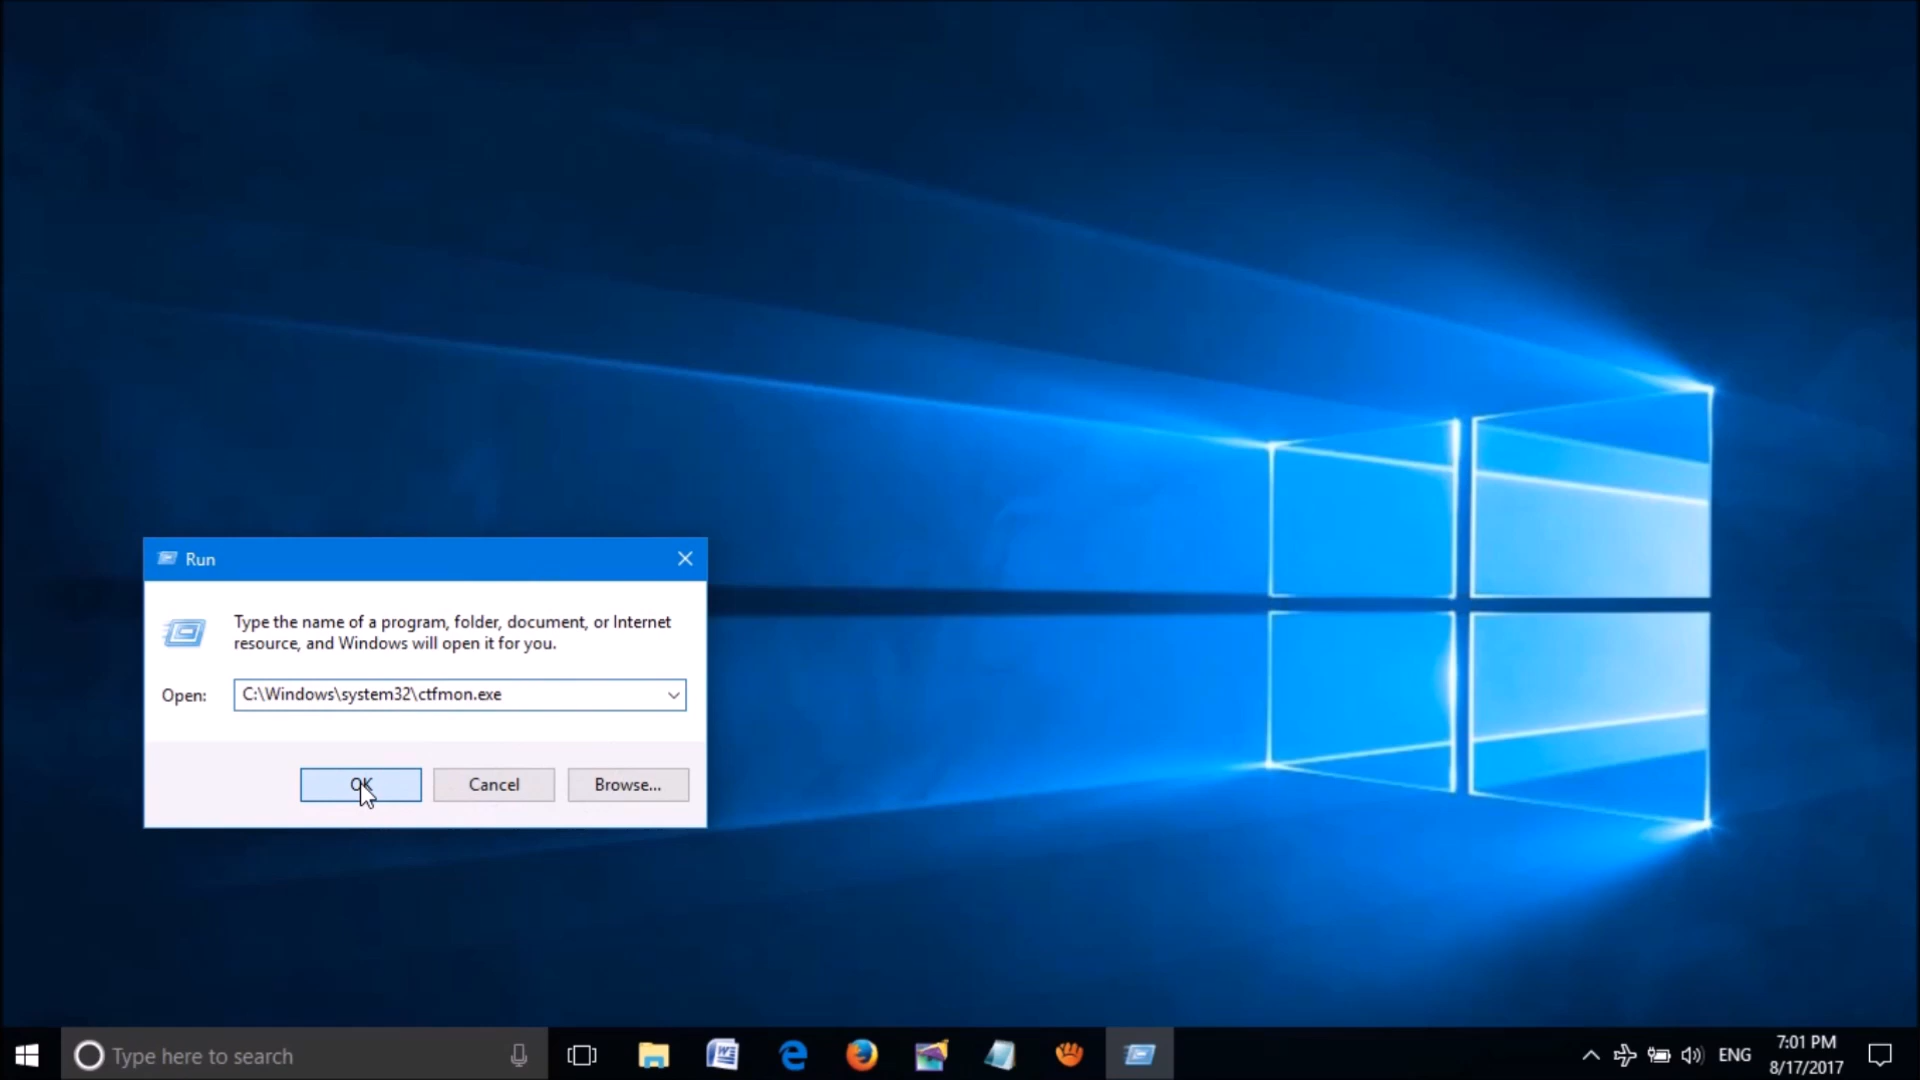 Run
Type the name of a program, folder, document, or Internet
resource, and Windows will open it for you.
Open: C:\Windows\system32\ctfmon.exe
OK Cancel Browse...
Type here to search
ENG
7:01 PM
8/17/2017